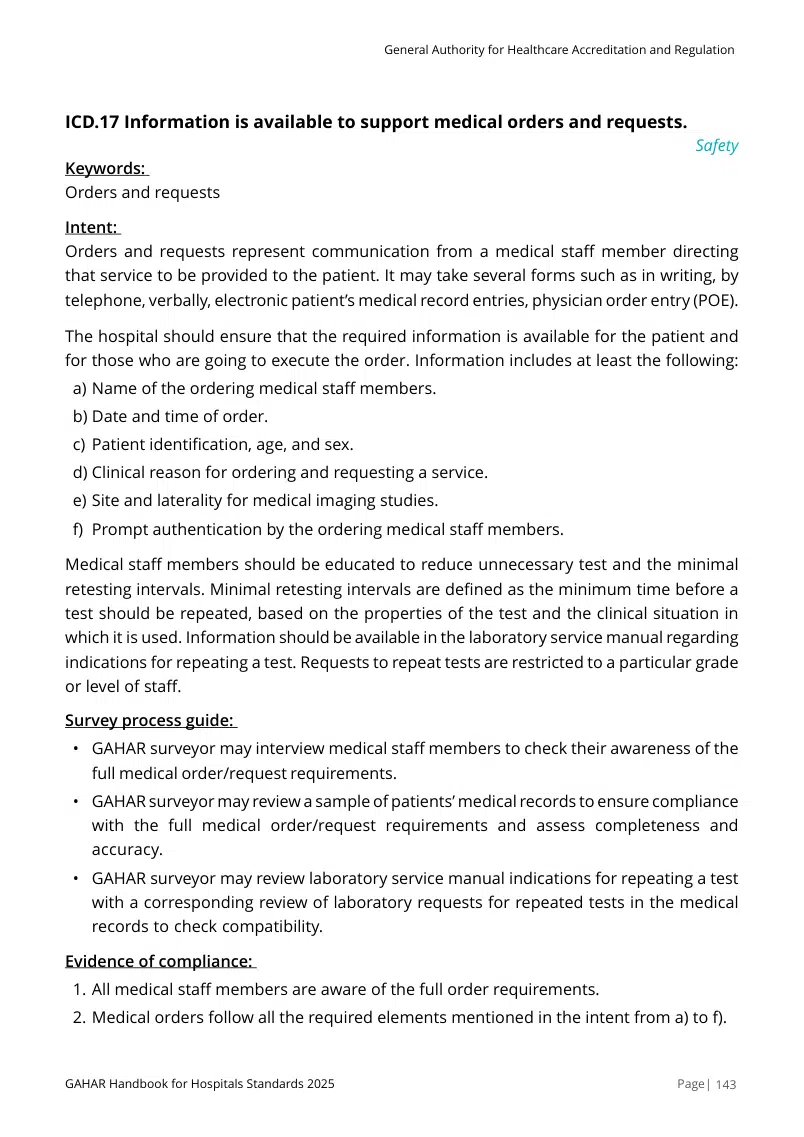 General Authority for Healthcare Accreditation and Regulation
ICD.17 Information is available to support medical orders and requests.
Safety
Keywords:
Orders and requests
Intent:
Orders and requests represent communication from a medical staff member directing
that service to be provided to the patient. It may take several forms such as in writing, by
telephone, verbally, electronic patient’s medical record entries, physician order entry (POE).
The hospital should ensure that the required information is available for the patient and
for those who are going to execute the order. Information includes at least the following:
a) Name of the ordering medical staff members.
b) Date and time of order.
c) Patient identification, age, and sex.
d) Clinical reason for ordering and requesting a service.
e) Site and laterality for medical imaging studies.
f) Prompt authentication by the ordering medical staff members.
Medical staff members should be educated to reduce unnecessary test and the minimal
retesting intervals. Minimal retesting intervals are defined as the minimum time before a
test should be repeated, based on the properties of the test and the clinical situation in
which it is used. Information should be available in the laboratory service manual regarding
indications for repeating a test. Requests to repeat tests are restricted to a particular grade
or level of staff.
Survey process guide:
• GAHAR surveyor may interview medical staff members to check their awareness of the
full medical order/request requirements.
• GAHAR surveyor may review a sample of patients’ medical records to ensure compliance
with the full medical order/request requirements and assess completeness and
accuracy.
• GAHAR surveyor may review laboratory service manual indications for repeating a test
with a corresponding review of laboratory requests for repeated tests in the medical
records to check compatibility.
Evidence of compliance:
1. All medical staff members are aware of the full order requirements.
2. Medical orders follow all the required elements mentioned in the intent from a) to f).
GAHAR Handbook for Hospitals Standards 2025
Page| 143